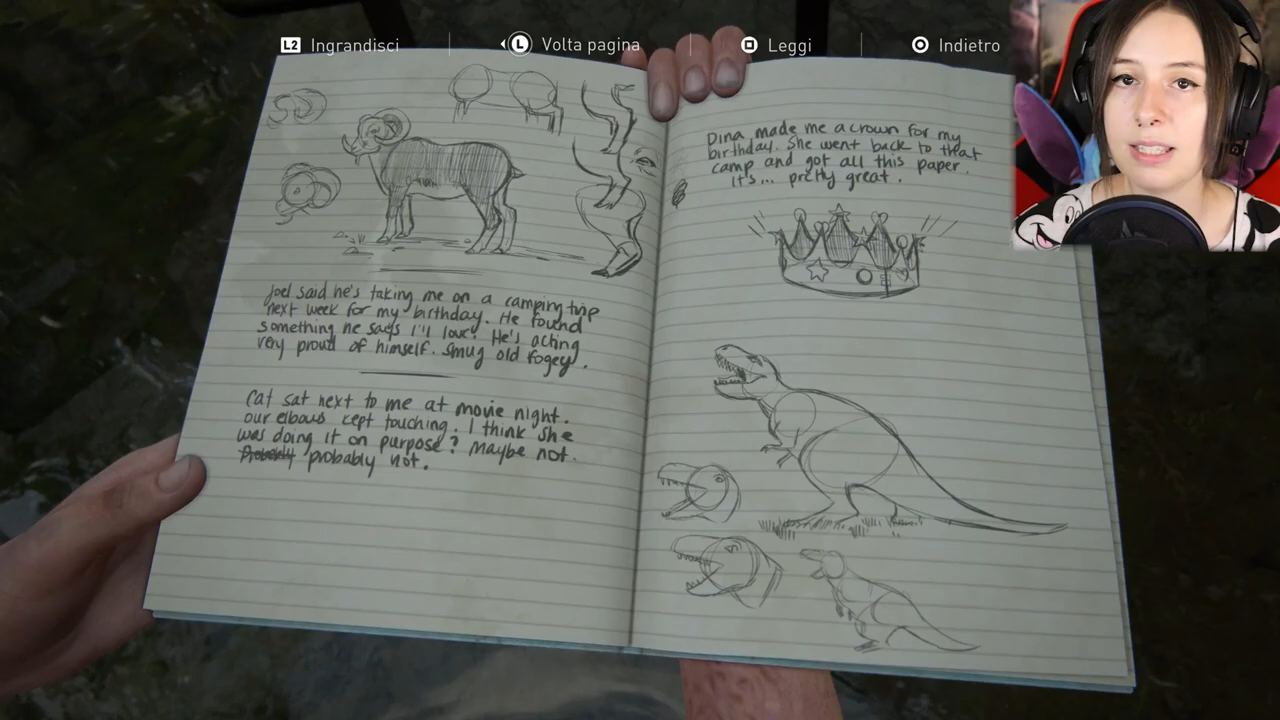 L2 Ingrandisci L Volta pagina Leggi Indietro
Joel said he's taking me on a camping trip
next week for my birthday. He found
something he says I'll love. He's acting
very proud of himself. Smug old fogey.
Cat sat next to me at movie night.
our elbows kept touching. I think she
was doing it on purpose? Maybe not.
Probably probably not.
Dina made me a crown for my
birthday. She went back to that
camp and got all this paper.
It's... pretty great.